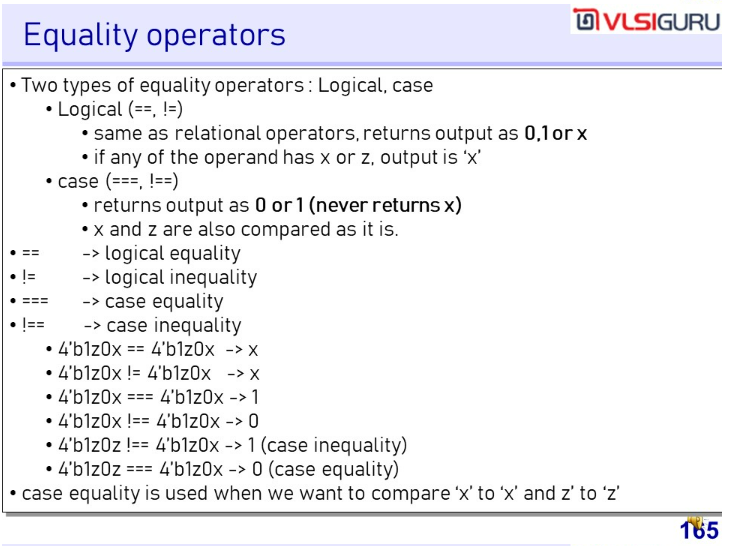 Equality operators
VLSIGURU
• Two types of equality operators : Logical, case
• Logical (==, !=)
• same as relational operators, returns output as 0,1 or x
• if any of the operand has x or z, output is ‘x’
• case (===, !==)
• returns output as 0 or 1 (never returns x)
• x and z are also compared as it is.
• == -> logical equality
• != -> logical inequality
• === -> case equality
• !== -> case inequality
• 4’b1z0x == 4’b1z0x -> x
• 4’b1z0x != 4’b1z0x -> x
• 4’b1z0x === 4’b1z0x -> 1
• 4’b1z0x !== 4’b1z0x -> 0
• 4’b1z0z !== 4’b1z0x -> 1 (case inequality)
• 4’b1z0z === 4’b1z0x -> 0 (case equality)
• case equality is used when we want to compare ‘x’ to ‘x’ and z’ to ‘z’
165